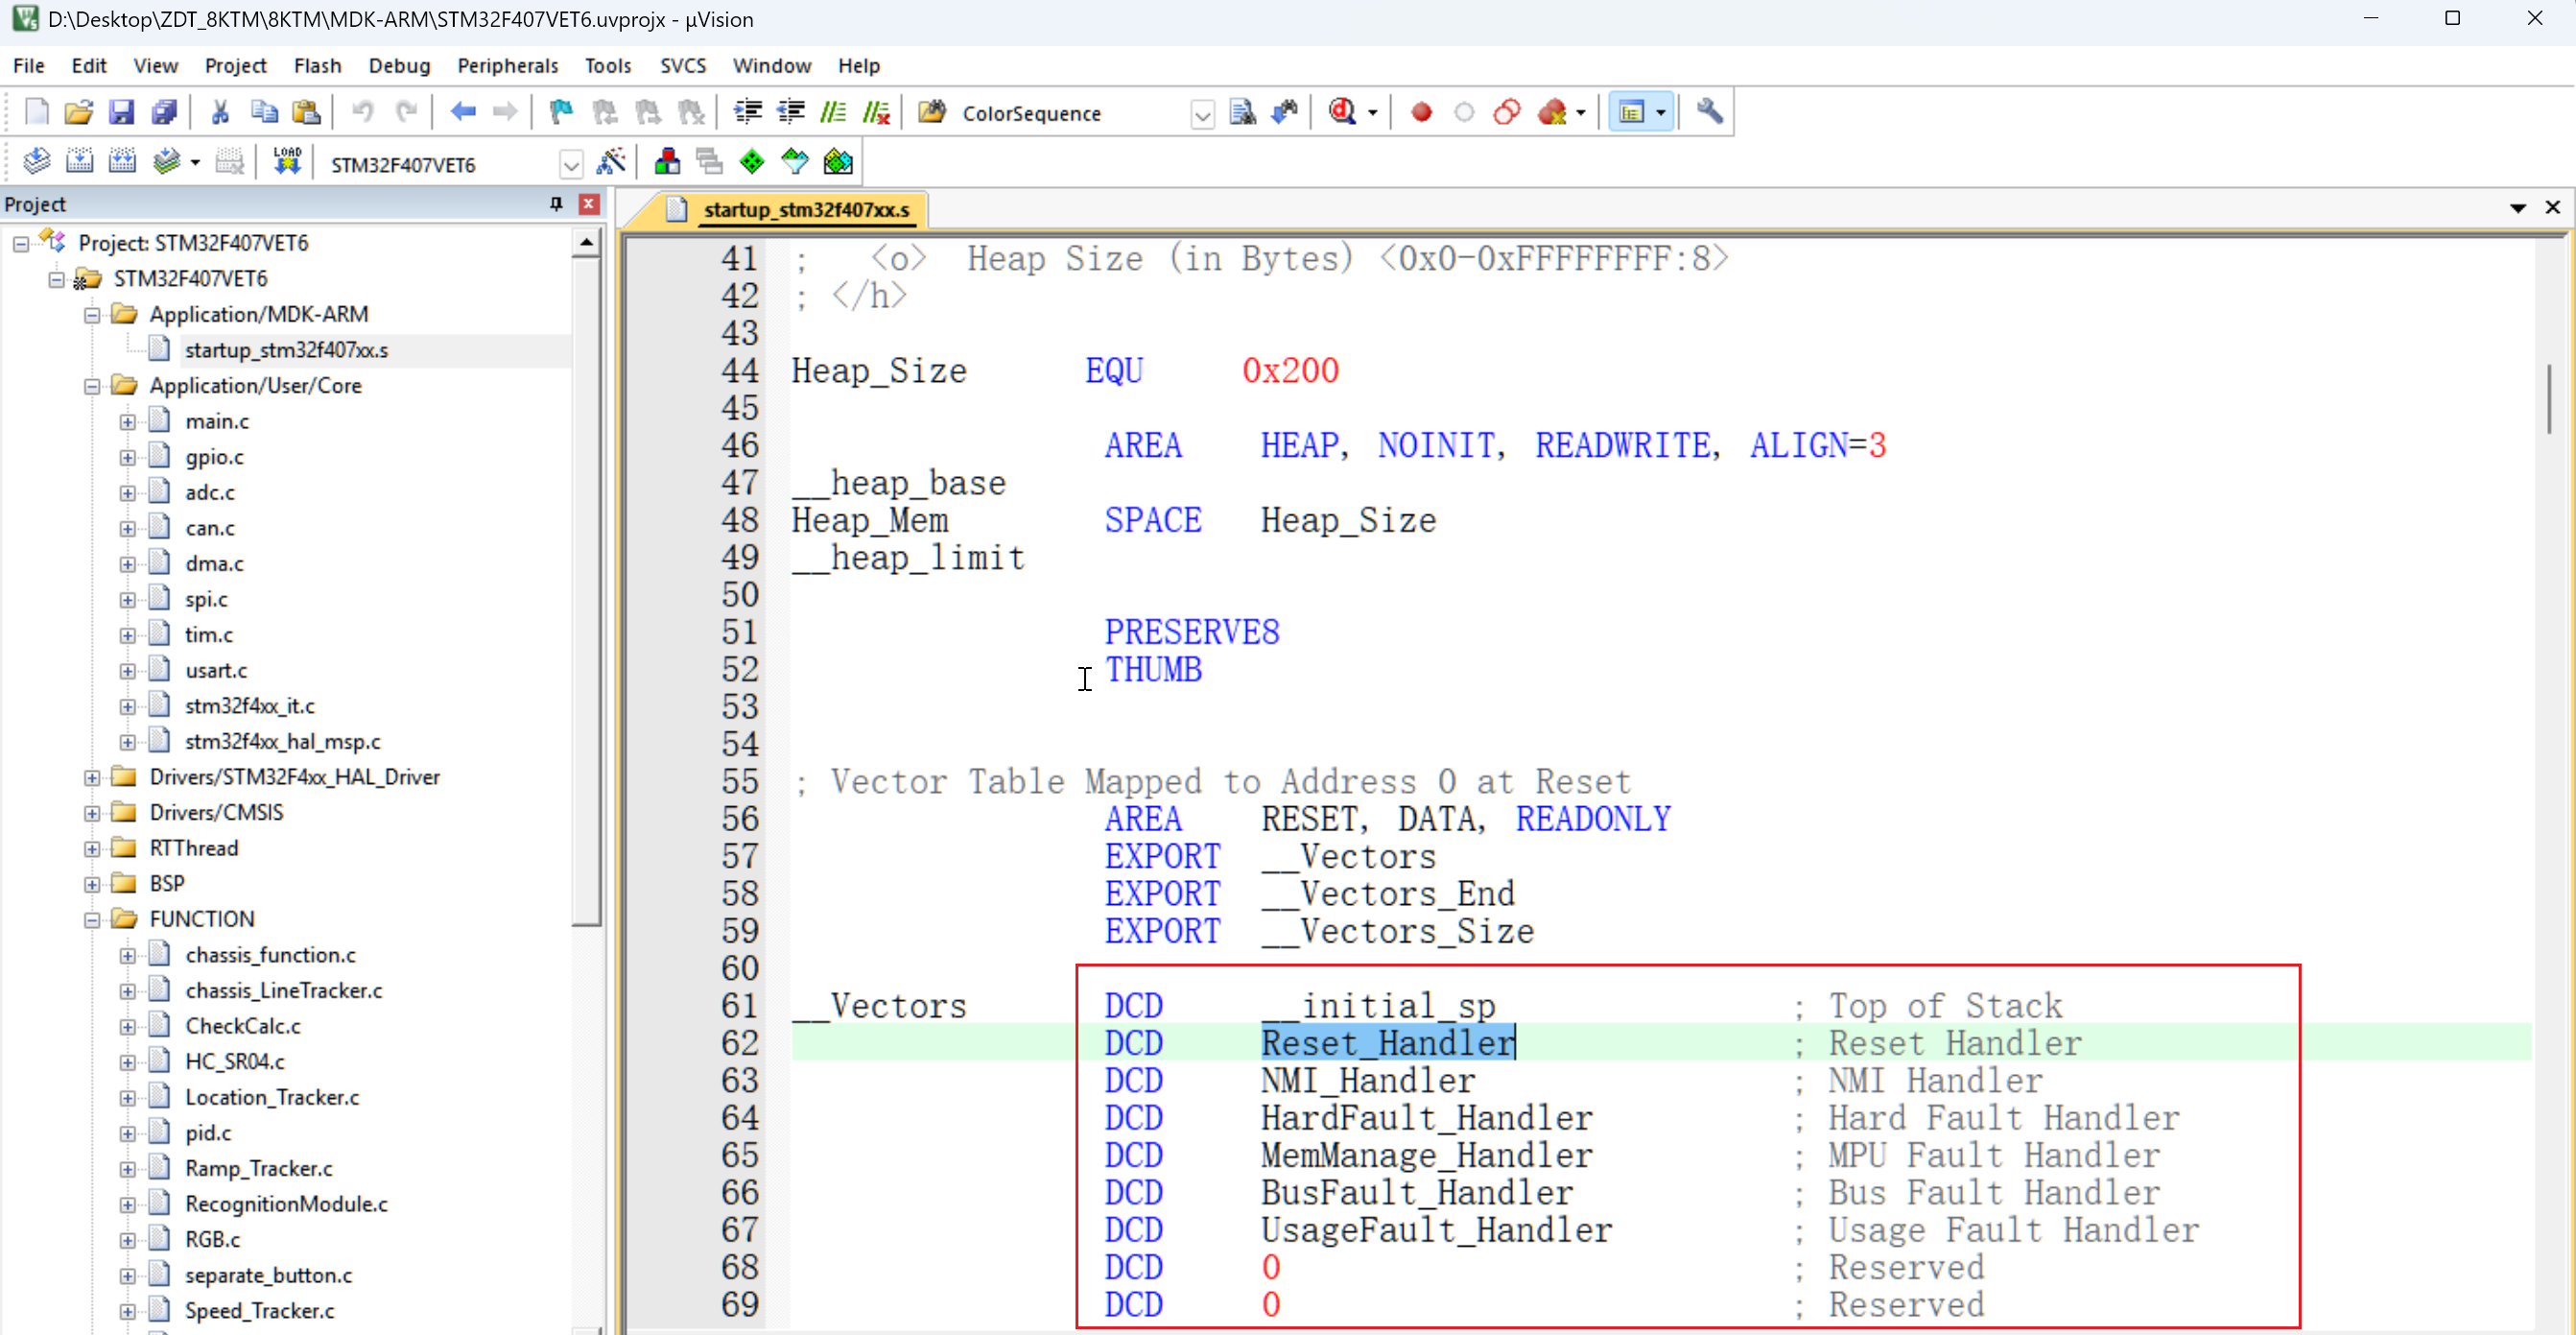 D:\Desktop\ZDT_8KTM\8KTM\MDK-ARM\STM32F407VET6.uvprojx - µVision
File Edit View Project Flash Debug Peripherals Tools SVCS Window Help
ColorSequence
LOAD STM32F407VET6
Project
startup_stm32f407xx.s
Project: STM32F407VET6
STM32F407VET6
Application/MDK-ARM
startup_stm32f407xx.s
Application/User/Core
main.c
gpio.c
adc.c
can.c
dma.c
spi.c
tim.c
usart.c
stm32f4xx_it.c
stm32f4xx_hal_msp.c
Drivers/STM32F4xx_HAL_Driver
Drivers/CMSIS
RTThread
BSP
FUNCTION
chassis_function.c
chassis_LineTracker.c
CheckCalc.c
HC_SR04.c
Location_Tracker.c
pid.c
Ramp_Tracker.c
RecognitionModule.c
RGB.c
separate_button.c
Speed_Tracker.c
41 ; <o> Heap Size (in Bytes) <0x0-0xFFFFFFFF:8>
42 ; </h>
43
44 Heap_Size EQU 0x200
45
46 AREA HEAP, NOINIT, READWRITE, ALIGN=3
47 __heap_base
48 Heap_Mem SPACE Heap_Size
49 __heap_limit
50
51 PRESERVE8
52 THUMB
53
54
55 ; Vector Table Mapped to Address 0 at Reset
56 AREA RESET, DATA, READONLY
57 EXPORT __Vectors
58 EXPORT __Vectors_End
59 EXPORT __Vectors_Size
60
61 __Vectors DCD __initial_sp ; Top of Stack
62 DCD Reset_Handler ; Reset Handler
63 DCD NMI_Handler ; NMI Handler
64 DCD HardFault_Handler ; Hard Fault Handler
65 DCD MemManage_Handler ; MPU Fault Handler
66 DCD BusFault_Handler ; Bus Fault Handler
67 DCD UsageFault_Handler ; Usage Fault Handler
68 DCD 0 ; Reserved
69 DCD 0 ; Reserved